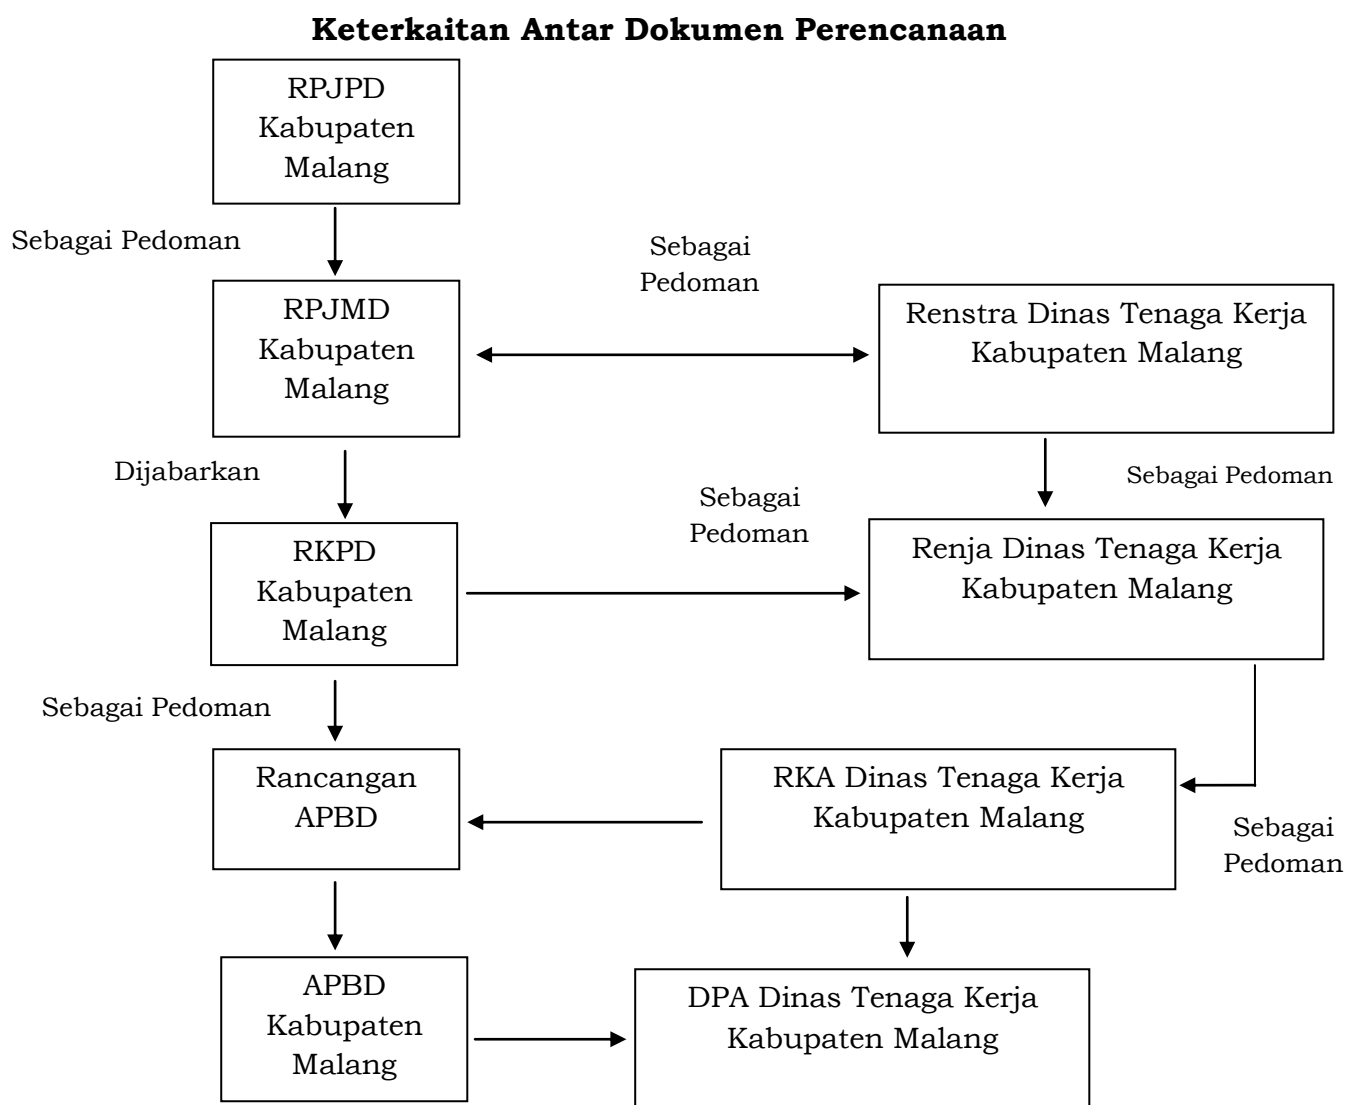 Keterkaitan Antar Dokumen Perencanaan
RPJPD
Kabupaten
Malang
Sebagai Pedoman
Sebagai
Pedoman
RPJMD
Kabupaten
Malang
Renstra Dinas Tenaga Kerja
Kabupaten Malang
Dijabarkan
Sebagai
Pedoman
Sebagai Pedoman
RKPD
Kabupaten
Malang
Renja Dinas Tenaga Kerja
Kabupaten Malang
Sebagai Pedoman
Rancangan
APBD
RKA Dinas Tenaga Kerja
Kabupaten Malang
Sebagai
Pedoman
APBD
Kabupaten
Malang
DPA Dinas Tenaga Kerja
Kabupaten Malang